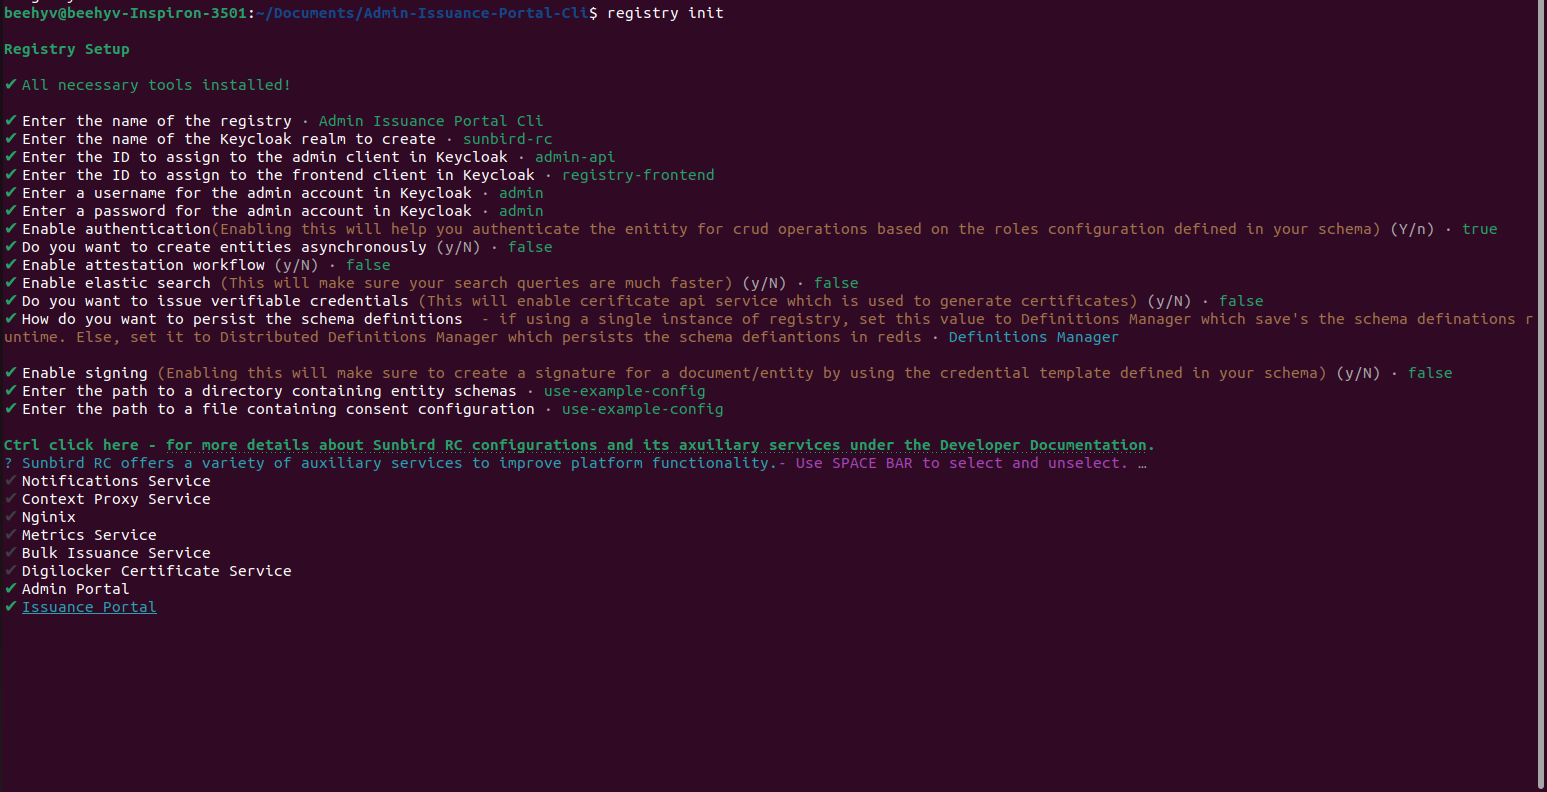 beehyv@beehyv-Inspiron-3501:~/Documents/Admin-Issuance-Portal-Cli$ registry init
Registry Setup
✔ All necessary tools installed!
✔ Enter the name of the registry · Admin Issuance Portal Cli
✔ Enter the name of the Keycloak realm to create · sunbird-rc
✔ Enter the ID to assign to the admin client in Keycloak · admin-api
✔ Enter the ID to assign to the frontend client in Keycloak · registry-frontend
✔ Enter a username for the admin account in Keycloak · admin
✔ Enter a password for the admin account in Keycloak · admin
✔ Enable authentication(Enabling this will help you authenticate the enitity for crud operations based on the roles configuration defined in your schema) (Y/n) · true
✔ Do you want to create entities asynchronously (y/N) · false
✔ Enable attestation workflow (y/N) · false
✔ Enable elastic search (This will make sure your search queries are much faster) (y/N) · false
✔ Do you want to issue verifiable credentials (This will enable cerificate api service which is used to generate certificates) (y/N) · false
✔ How do you want to persist the schema definitions  - if using a single instance of registry, set this value to Definitions Manager which save's the schema definations r
untime. Else, set it to Distributed Definitions Manager which persists the schema defiantions in redis · Definitions Manager
✔ Enable signing (Enabling this will make sure to create a signature for a document/entity by using the credential template defined in your schema) (y/N) · false
✔ Enter the path to a directory containing entity schemas · use-example-config
✔ Enter the path to a file containing consent configuration · use-example-config
Ctrl click here - for more details about Sunbird RC configurations and its axuiliary services under the Developer Documentation.
? Sunbird RC offers a variety of auxiliary services to improve platform functionality.- Use SPACE BAR to select and unselect. …
✔ Notifications Service
✔ Context Proxy Service
✔ Nginix
✔ Metrics Service
✔ Bulk Issuance Service
✔ Digilocker Certificate Service
✔ Admin Portal
✔ Issuance Portal